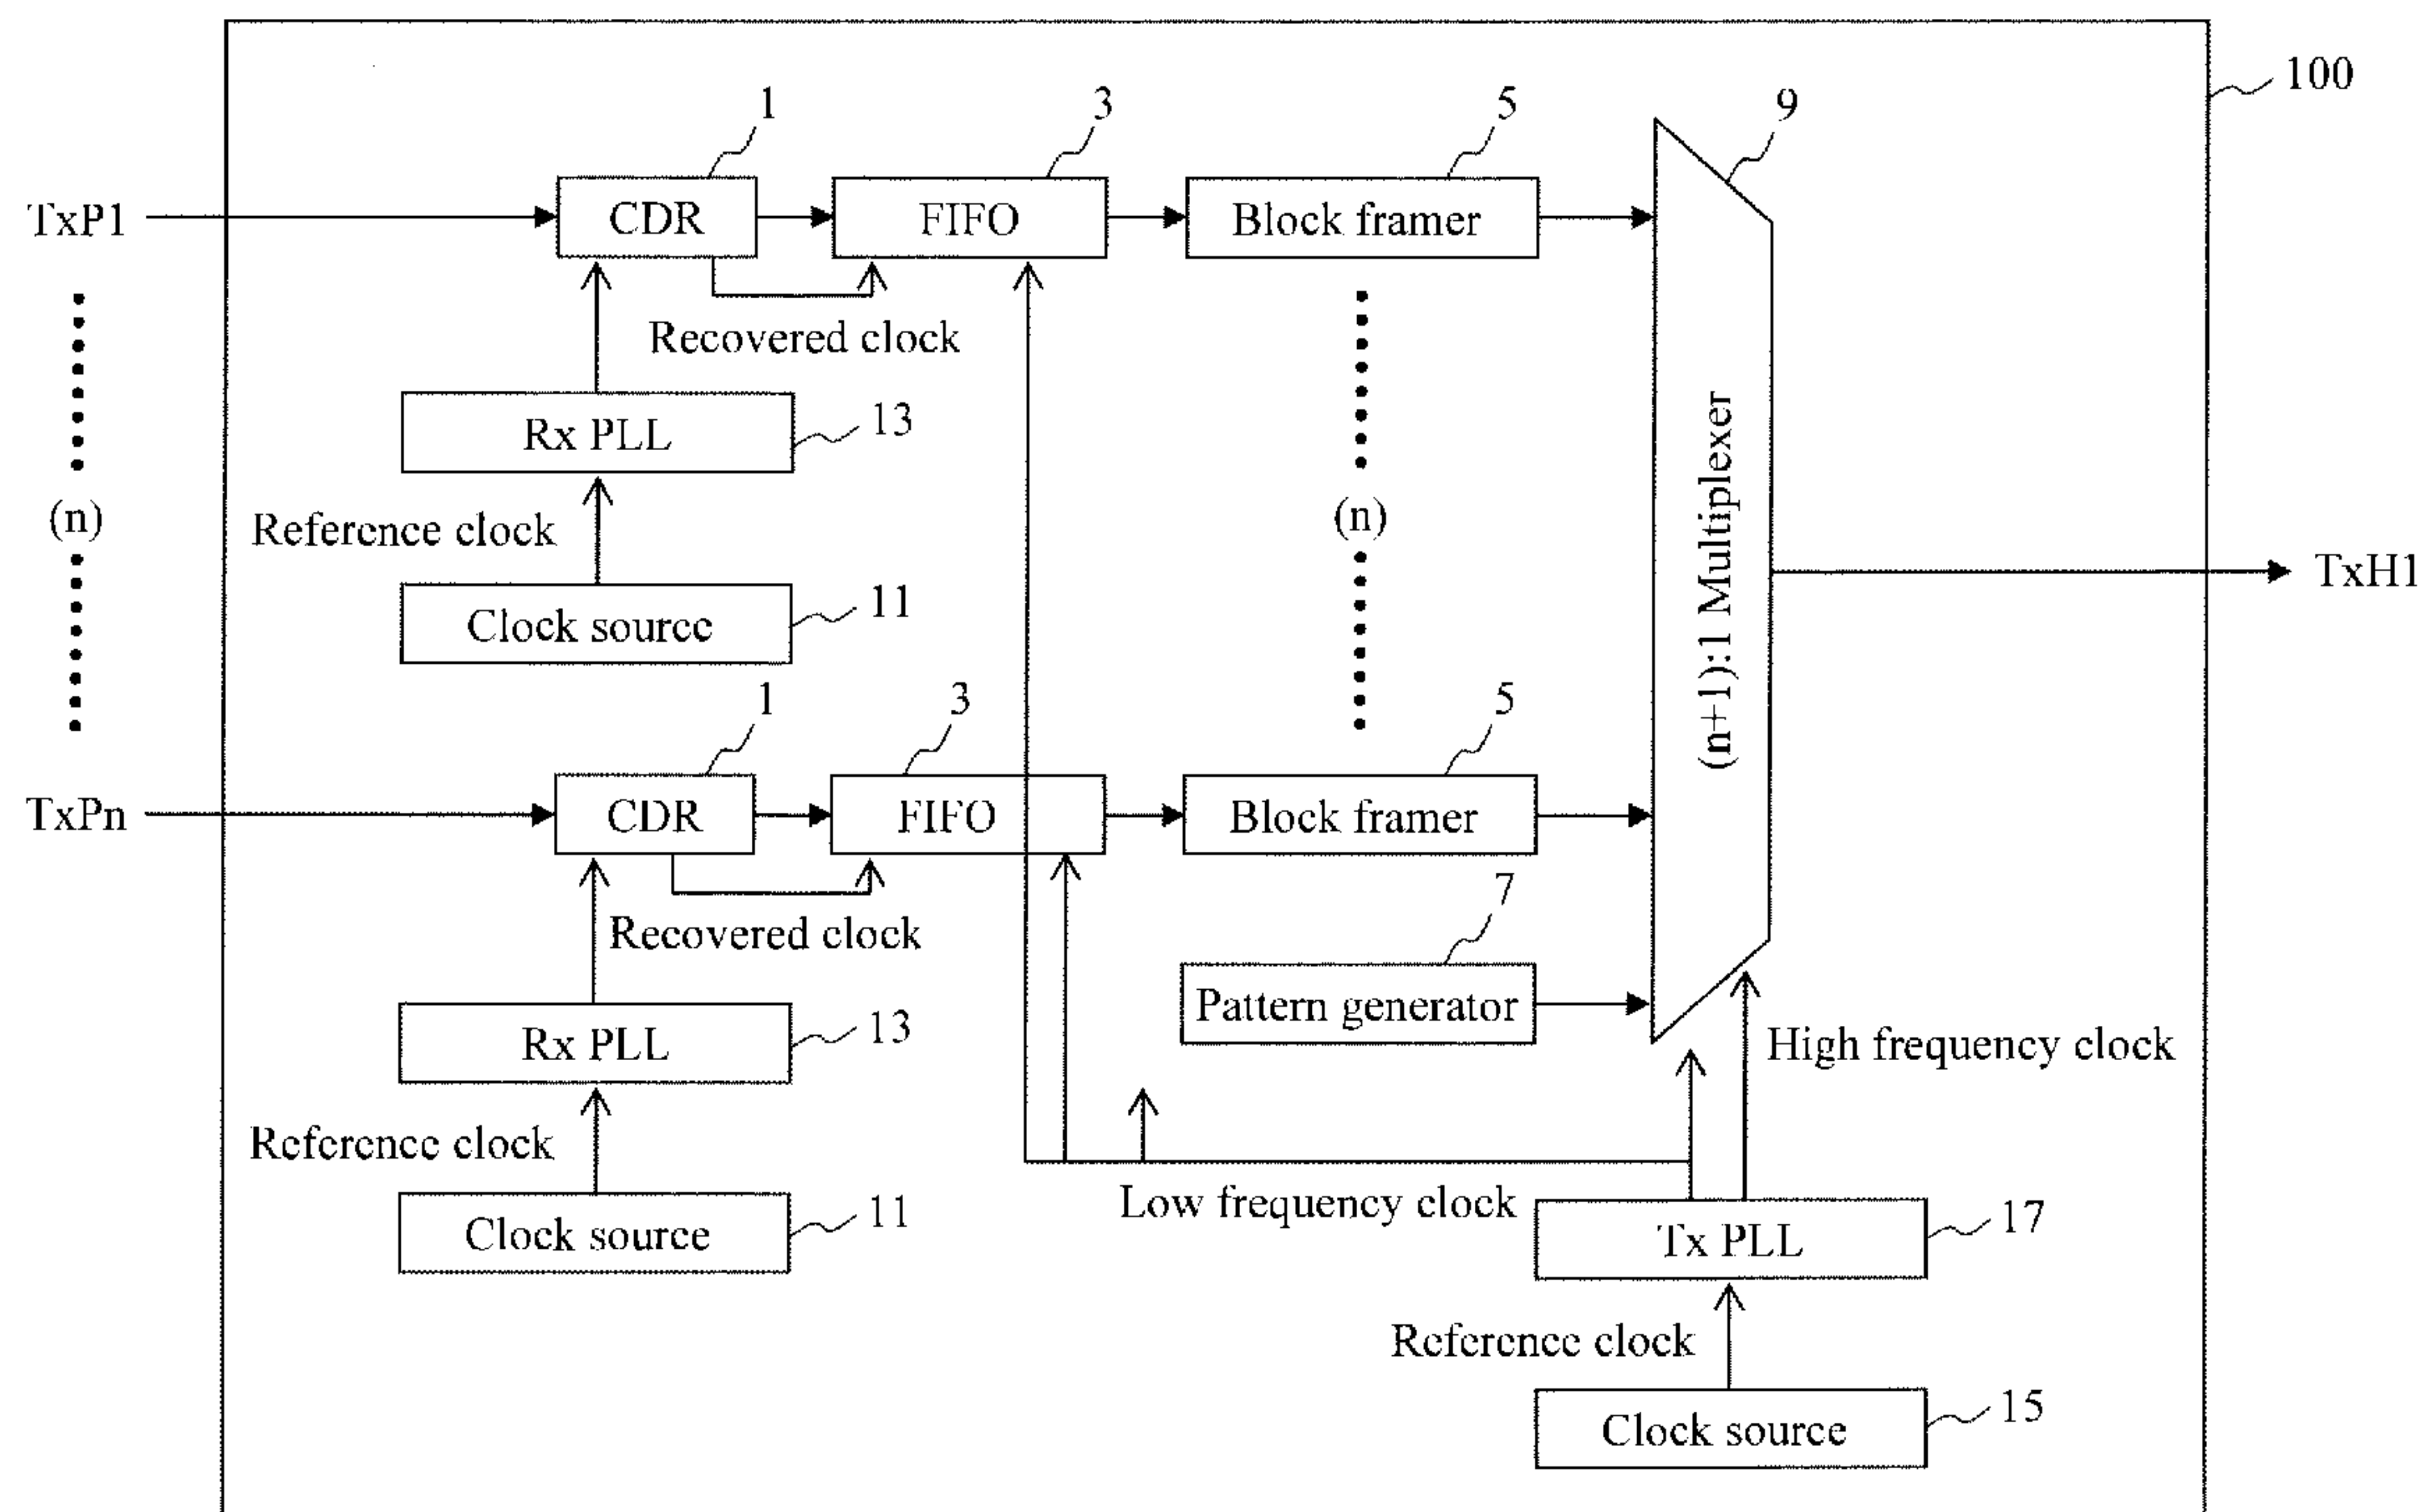 100
1
3
5
9
TxP1
CDR
FIFO
Block framer
Recovered clock
Rx PLL
13
(n)
Reference clock
(n)
(n+1):1 Multiplexer
TxH1
Clock source
11
1
3
5
TxPn
CDR
FIFO
Block framer
7
Recovered clock
Pattern generator
Rx PLL
13
High frequency clock
Reference clock
Low frequency clock
Clock source
11
Tx PLL
17
Reference clock
Clock source
15